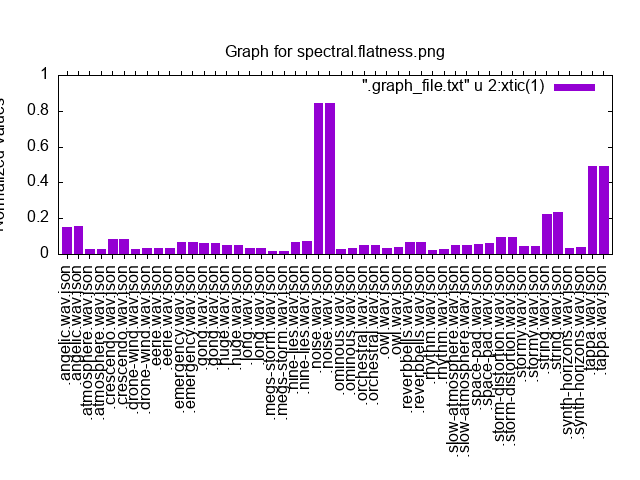 Graph for spectral.flatness.png
".graph_file.txt" u 2:xtic(1)
Normalized Values
1
0.8
0.6
0.4
0.2
0
.angelic.wav.json
.angelic.wav.json
.atmosphere.wav.json
.atmosphere.wav.json
.crescendo.wav.json
.crescendo.wav.json
.drone-wind.wav.json
.drone-wind.wav.json
.eerie.wav.json
.eerie.wav.json
.emergency.wav.json
.emergency.wav.json
.gong.wav.json
.gong.wav.json
.huge.wav.json
.huge.wav.json
.jong.wav.json
.jong.wav.json
.megs-storm.wav.json
.megs-storm.wav.json
.nine-lies.wav.json
.nine-lies.wav.json
.noise.wav.json
.noise.wav.json
.ominous.wav.json
.ominous.wav.json
.orchestral.wav.json
.orchestral.wav.json
.owl.wav.json
.owl.wav.json
.reverbells.wav.json
.reverbells.wav.json
.rhythm.wav.json
.rhythm.wav.json
.slow-atmosphere.wav.json
.slow-atmosphere.wav.json
.space-pad.wav.json
.space-pad.wav.json
.storm-distortion.wav.json
.storm-distortion.wav.json
.stormy.wav.json
.stormy.wav.json
.string.wav.json
.string.wav.json
.synth-horizons.wav.json
.synth-horizons.wav.json
.tappa.wav.json
.tappa.wav.json